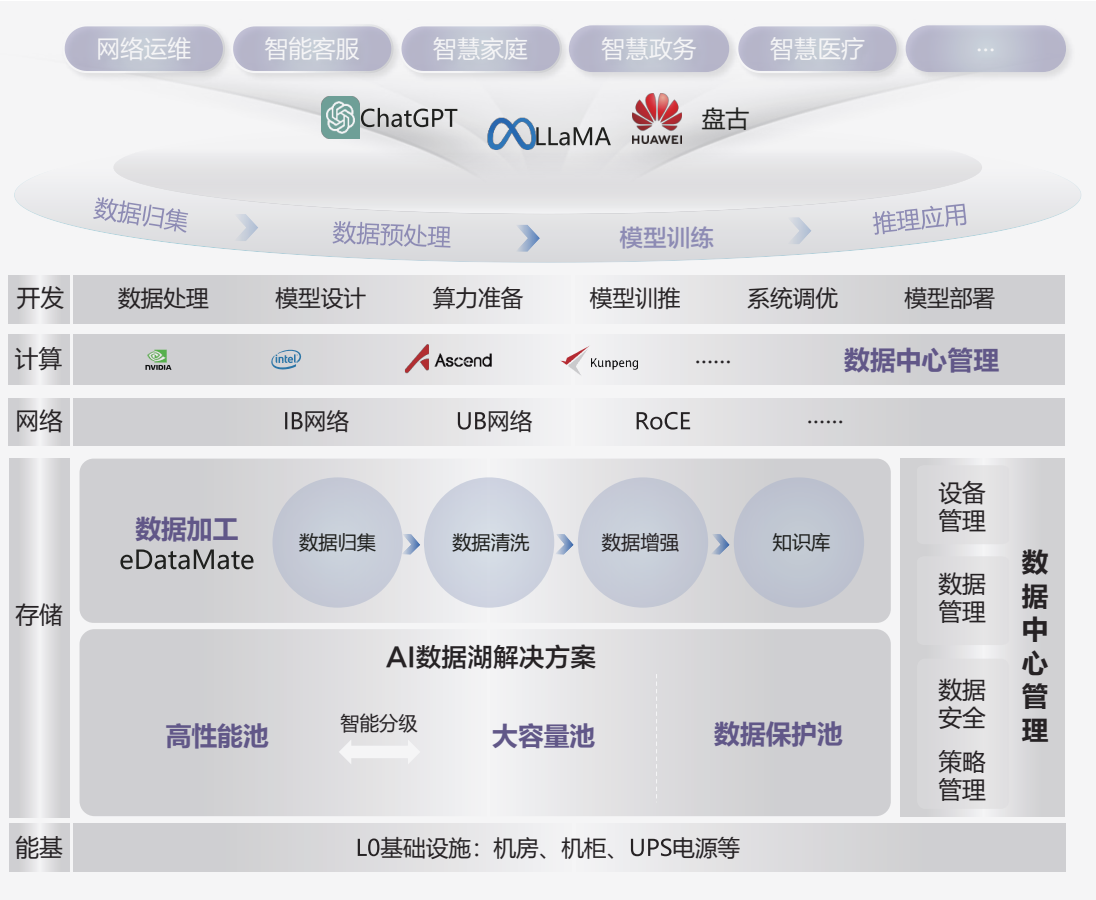 网络运维 智能客服 智慧家庭 智慧政务 智慧医疗 ...
ChatGPT LLaMA HUAWEI 盘古
数据归集 数据预处理 模型训练 推理应用
开发 数据处理 模型设计 算力准备 模型训推 系统调优 模型部署
计算 NVIDIA intel Ascend Kunpeng ······ 数据中心管理
网络 IB网络 UB网络 RoCE ······
存储
数据加工
eDataMate
数据归集 数据清洗 数据增强 知识库
AI数据湖解决方案
高性能池 智能分级 大容量池 数据保护池
设备
管理
数据
管理
数据
安全
策略
管理
数据中心管理
能基 L0基础设施：机房、机柜、UPS电源等